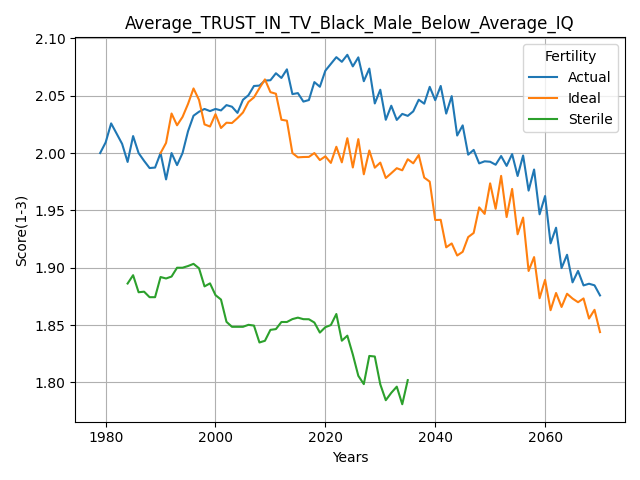 Average_TRUST_IN_TV_Black_Male_Below_Average_IQ
Fertility
Actual
Ideal
Sterile
Score(1-3)
2.10
2.05
2.00
1.95
1.90
1.85
1.80
1980
2000
2020
2040
2060
Years